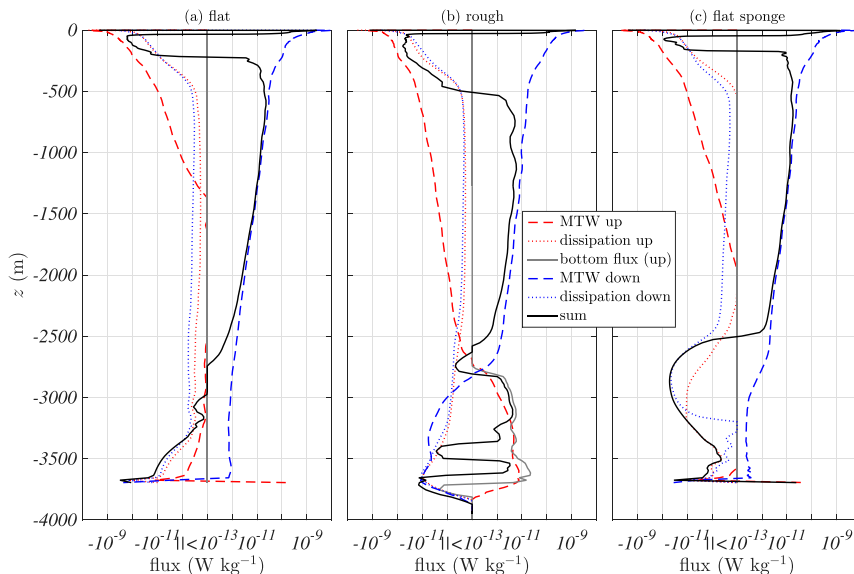 (a) flat
(b) rough
(c) flat sponge
0
-500
-1000
-1500
-2000
-2500
-3000
-3500
-4000
z (m)
MTW up
dissipation up
bottom flux (up)
MTW down
dissipation down
sum
-10⁻⁹ -10⁻¹¹ ||<10⁻¹³ 10⁻¹¹ 10⁻⁹
-10⁻⁹ -10⁻¹¹ ||<10⁻¹³ 10⁻¹¹ 10⁻⁹
-10⁻⁹ -10⁻¹¹ ||<10⁻¹³ 10⁻¹¹ 10⁻⁹
flux (W kg⁻¹)
flux (W kg⁻¹)
flux (W kg⁻¹)